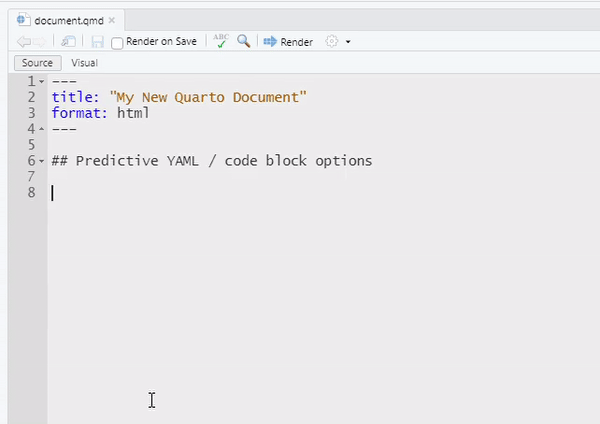 document.qmd
Render on Save
ABC
Render
Source
Visual
1 ---
2 title: "My New Quarto Document"
3 format: html
4 ---
5
6 ## Predictive YAML / code block options
7
8